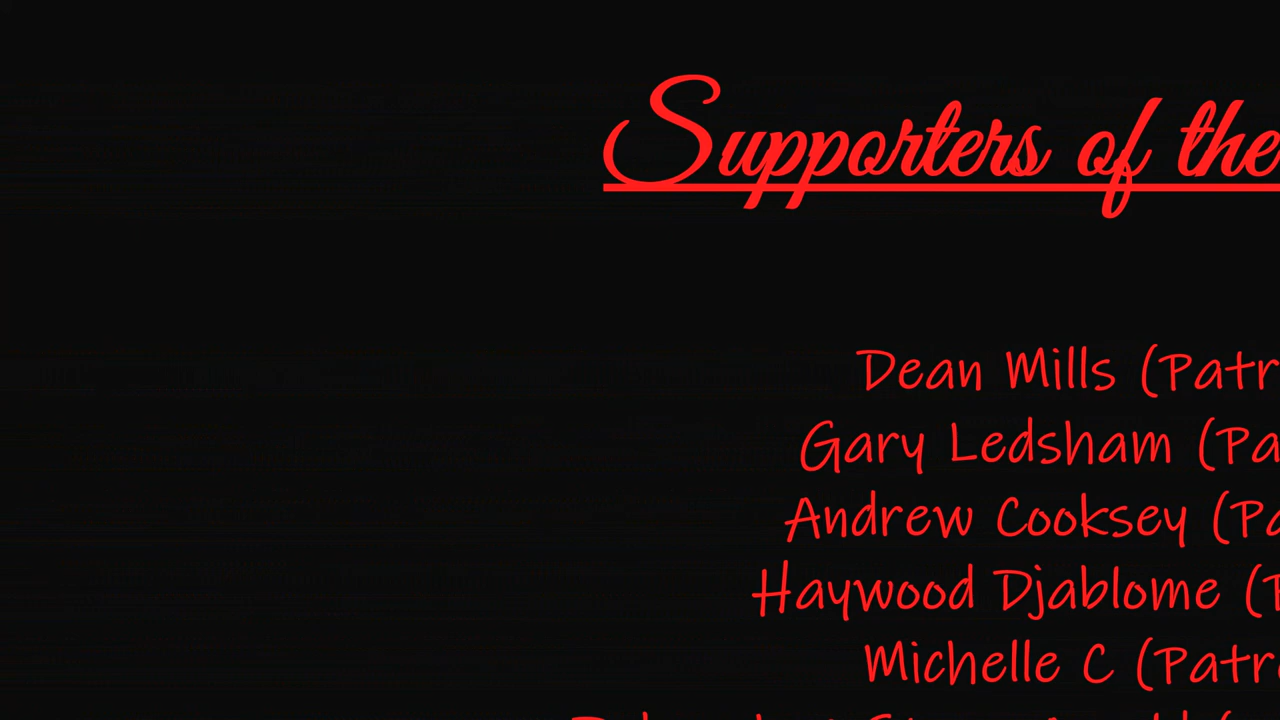 Supporters of the
Dean Mills (Patr
Gary Ledsham (Pa
Andrew Cooksey (Pa
Haywood Djablome (P
Michelle C (Patr